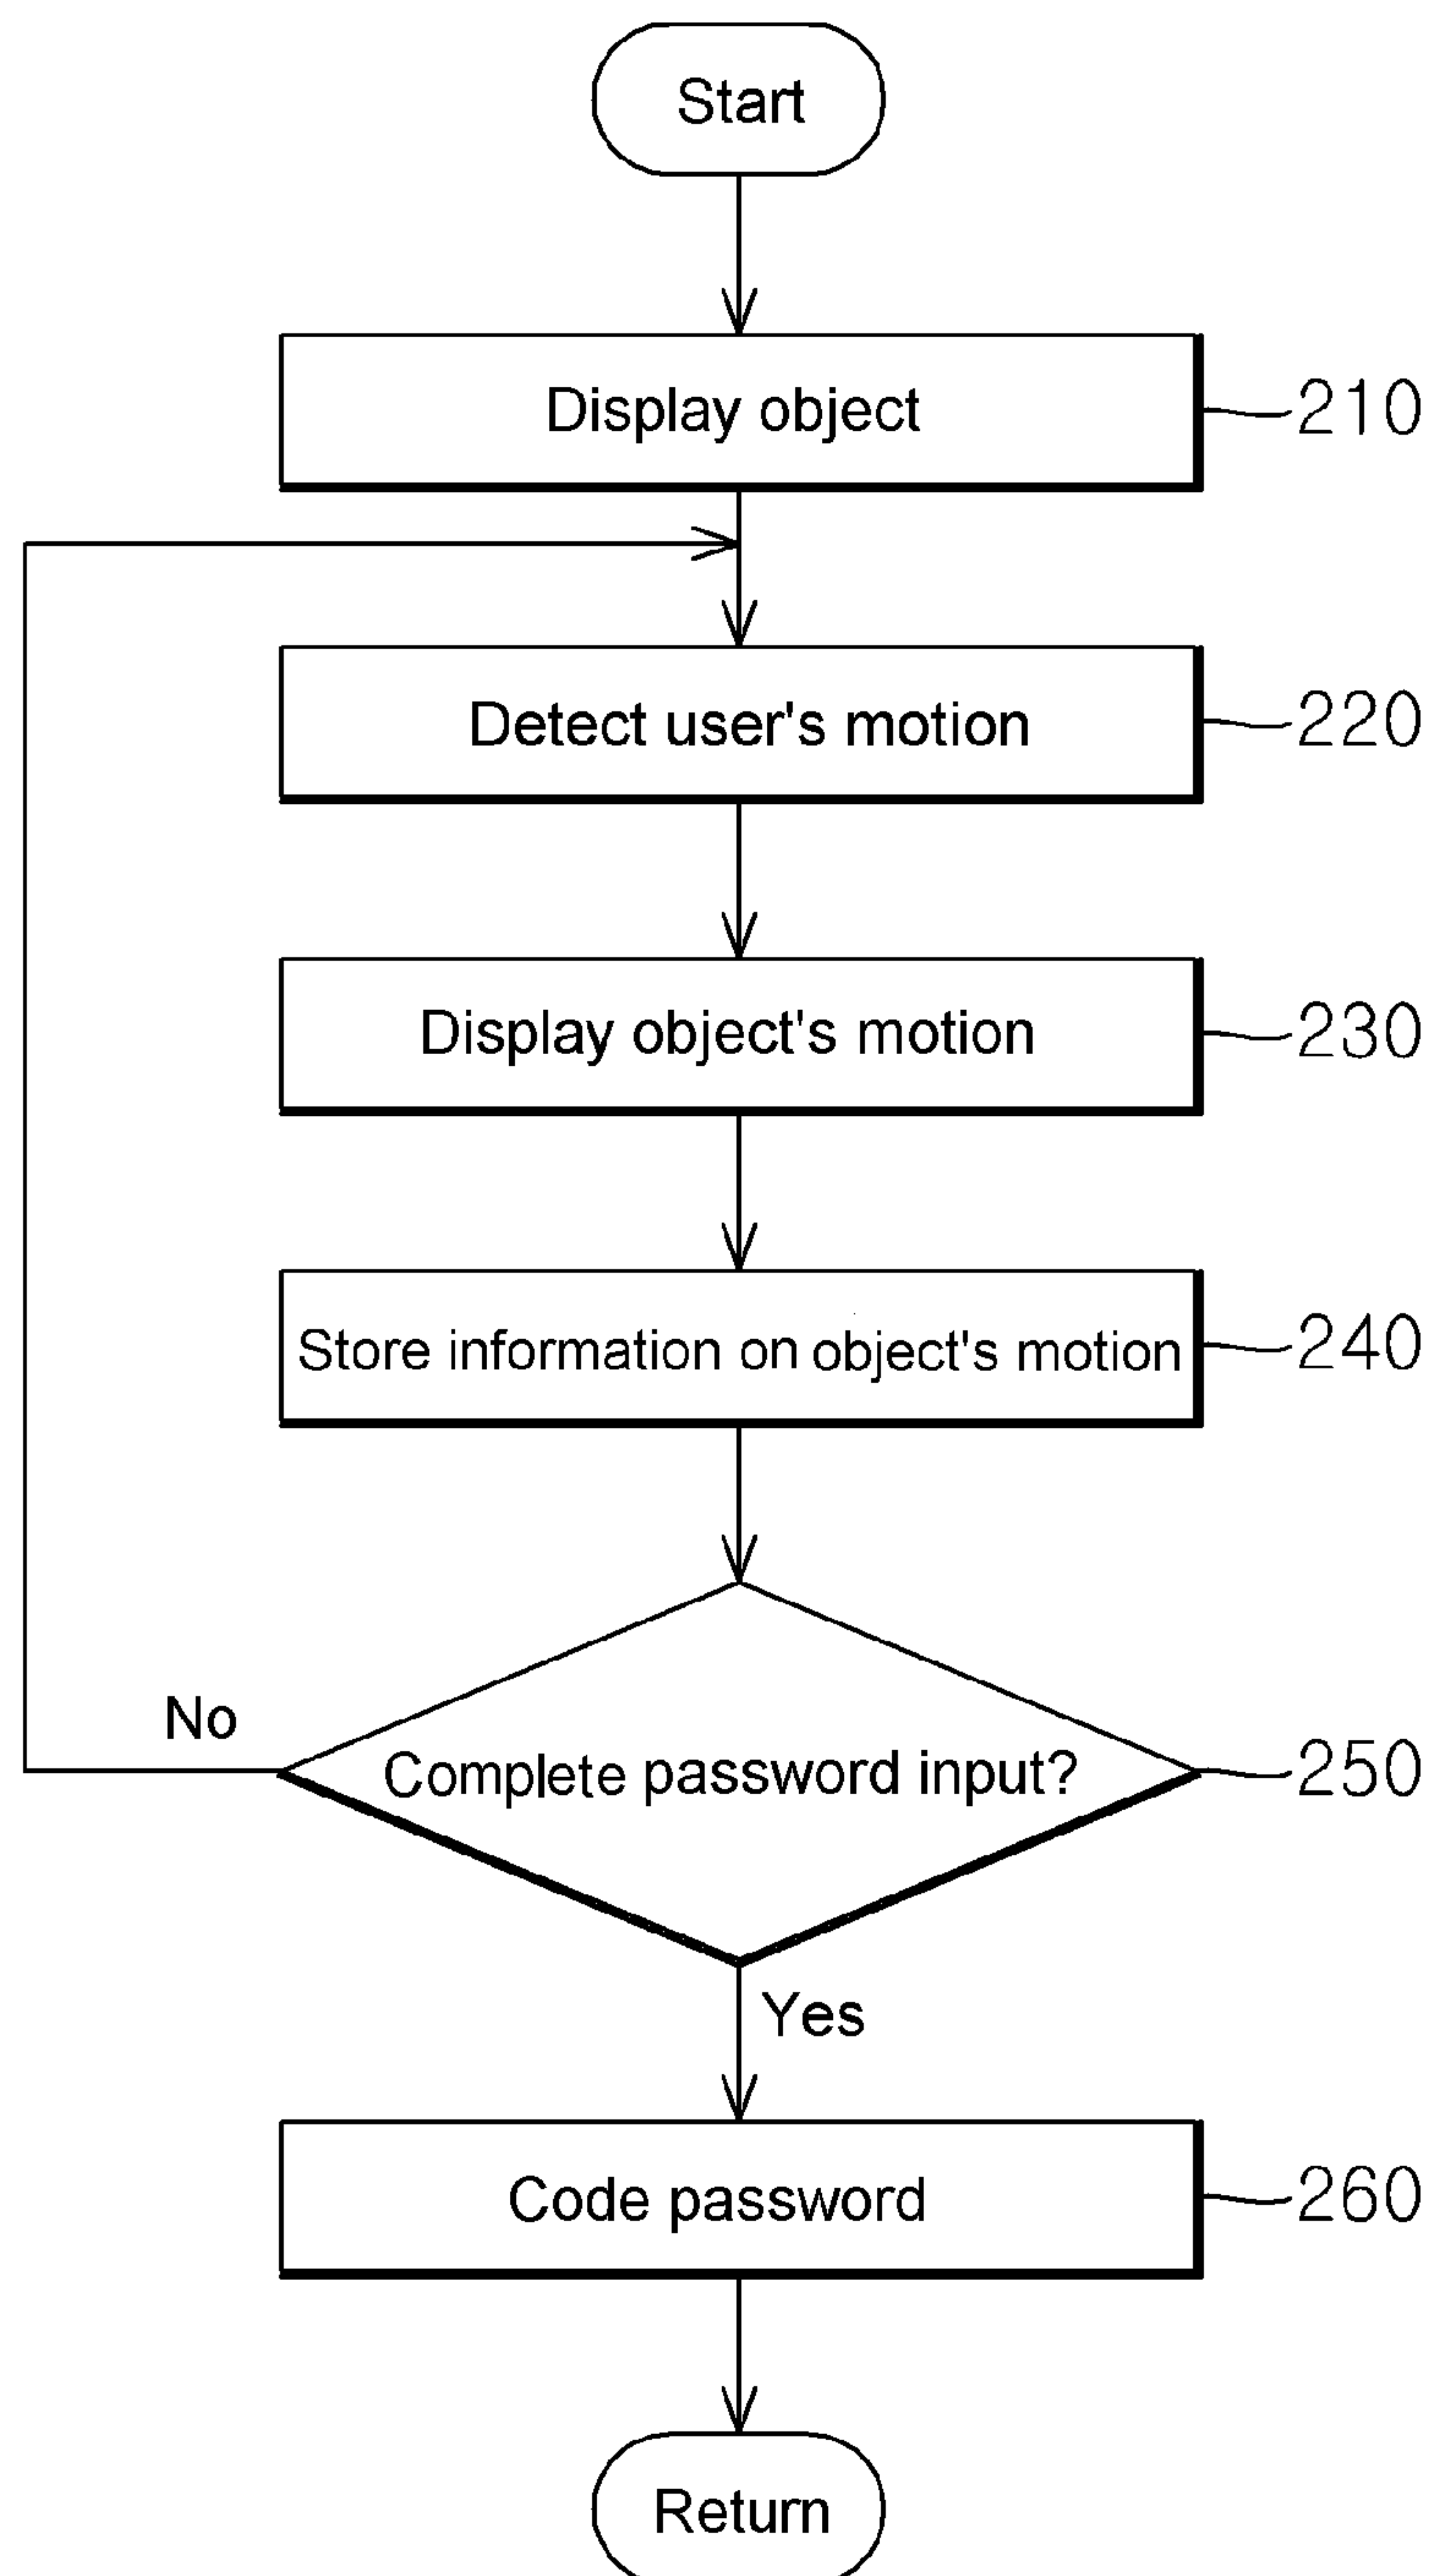 Start
Display object
210
Detect user's motion
220
Display object's motion
230
Store information on object's motion
240
No
Complete password input?
250
Yes
Code password
260
Return